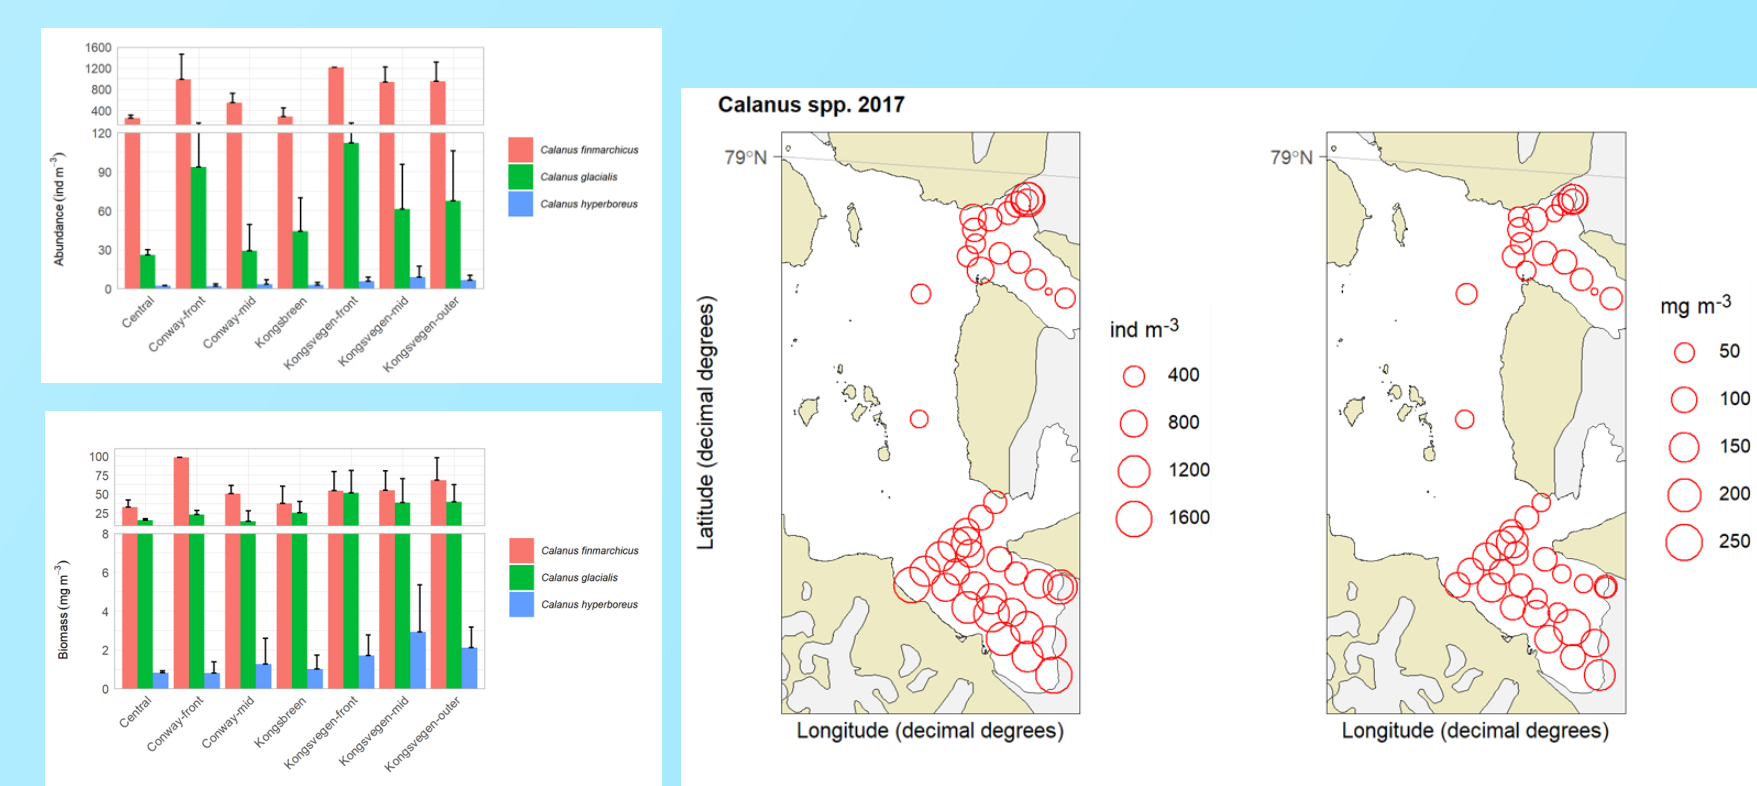 1600
1200
800
400
120
90
60
30
0
Abundance (ind m⁻³)
Central
Conway-front
Conway-mid
Kongsbreen
Kongsvegen-front
Kongsvegen-mid
Kongsvegen-outer
Calanus finmarchicus
Calanus glacialis
Calanus hyperboreus
100
75
50
25
8
6
4
2
0
Biomass (mg m⁻³)
Central
Conway-front
Conway-mid
Kongsbreen
Kongsvegen-front
Kongsvegen-mid
Kongsvegen-outer
Calanus finmarchicus
Calanus glacialis
Calanus hyperboreus
Calanus spp. 2017
79°N
Latitude (decimal degrees)
Longitude (decimal degrees)
ind m⁻³
400
800
1200
1600
79°N
Longitude (decimal degrees)
mg m⁻³
50
100
150
200
250